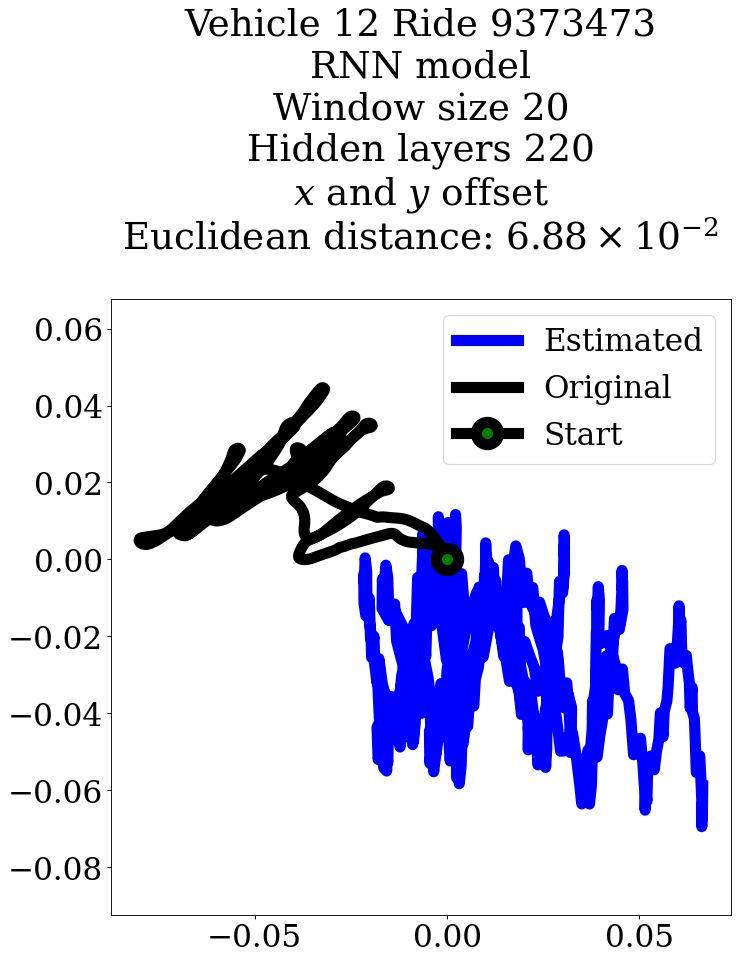 Vehicle 12 Ride 9373473
RNN model
Window size 20
Hidden layers 220
x and y offset
Euclidean distance: 6.88 × 10⁻²
Estimated
Original
Start
0.06
0.04
0.02
0.00
−0.02
−0.04
−0.06
−0.08
−0.05 0.00 0.05